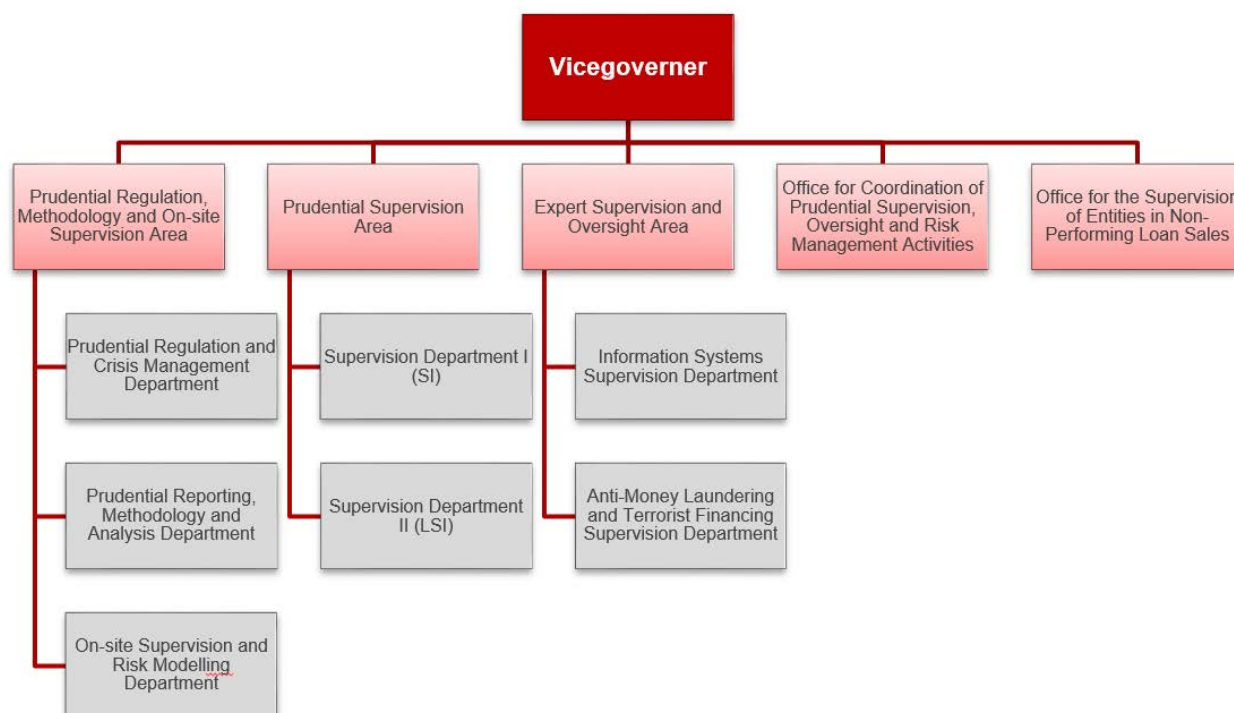 Vicegoverner
Prudential Regulation,
Methodology and On-site
Supervision Area
Prudential Supervision
Area
Expert Supervision and
Oversight Area
Office for Coordination of
Prudential Supervision,
Oversight and Risk
Management Activities
Office for the Supervision
of Entities in Non-
Performing Loan Sales
Prudential Regulation and
Crisis Management
Department
Supervision Department I
(SI)
Information Systems
Supervision Department
Prudential Reporting,
Methodology and
Analysis Department
Supervision Department
II (LSI)
Anti-Money Laundering
and Terrorist Financing
Supervision Department
On-site Supervision and
Risk Modelling
Department